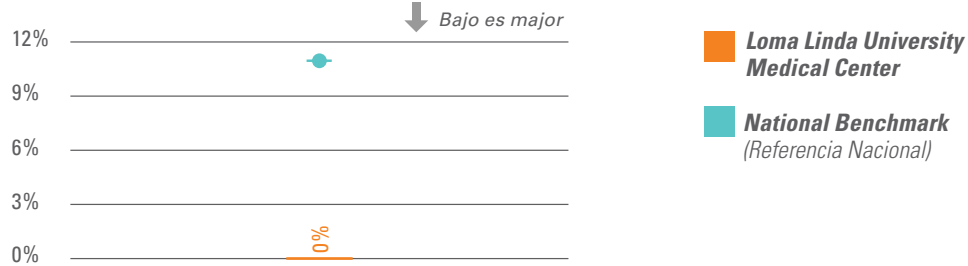 Bajo es major
12%
9%
6%
3%
0%
0%
Loma Linda University
Medical Center
National Benchmark
(Referencia Nacional)